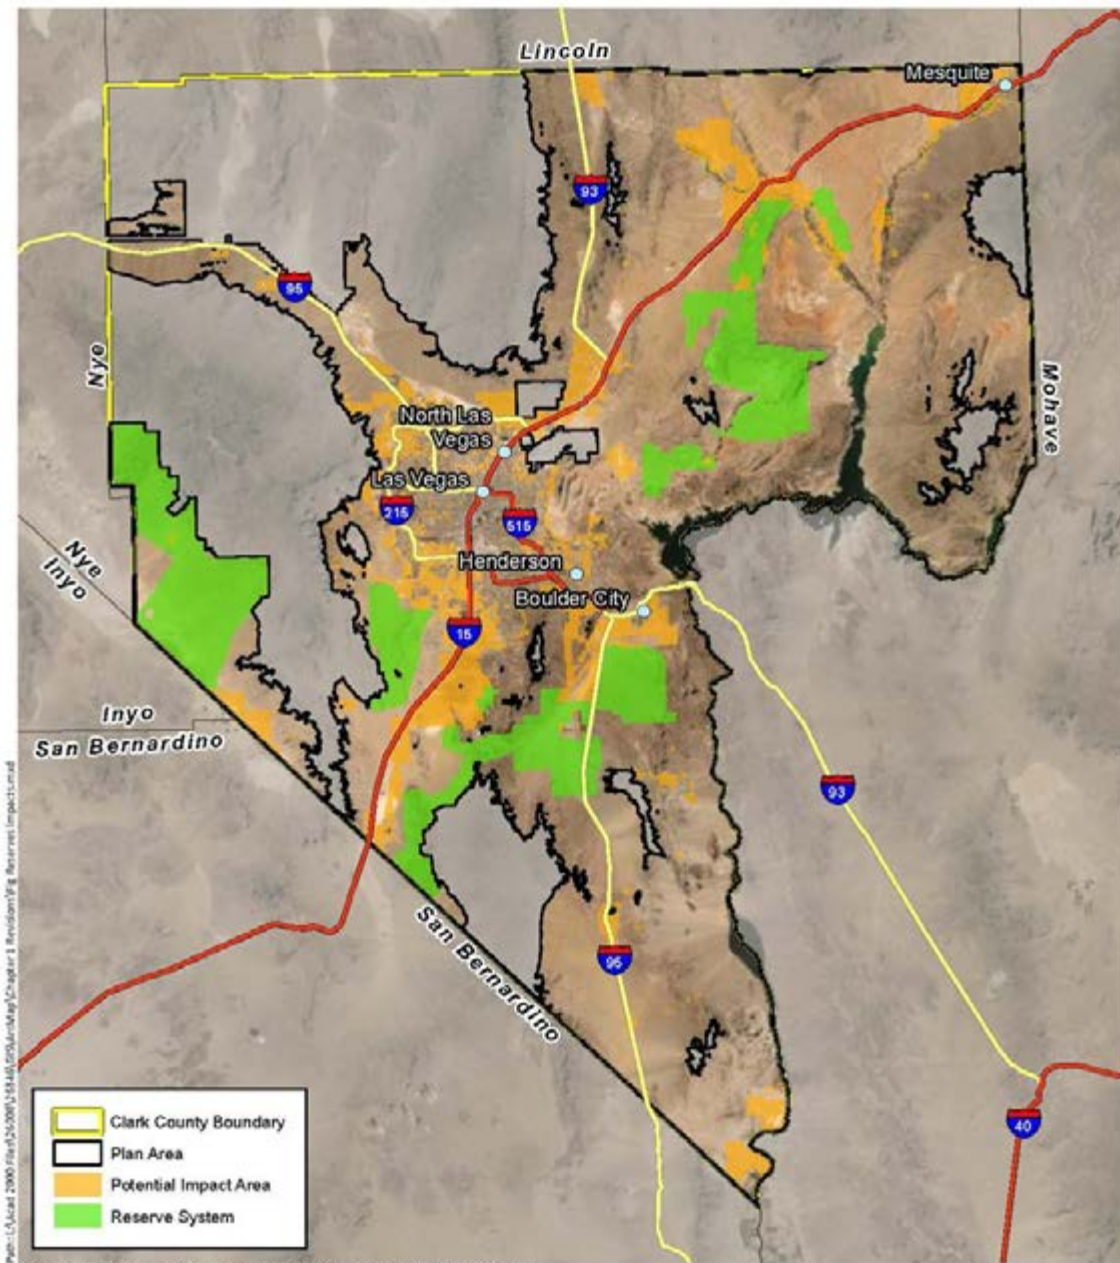 Lincoln
Mesquite
93
95
Nye
Mohave
North Las
Vegas
Las Vegas
215
515
Henderson
Nye
Inyo
Boulder City
15
Inyo
San Bernardino
93
San Bernardino
95
40
Clark County Boundary
Plan Area
Potential Impact Area
Reserve System